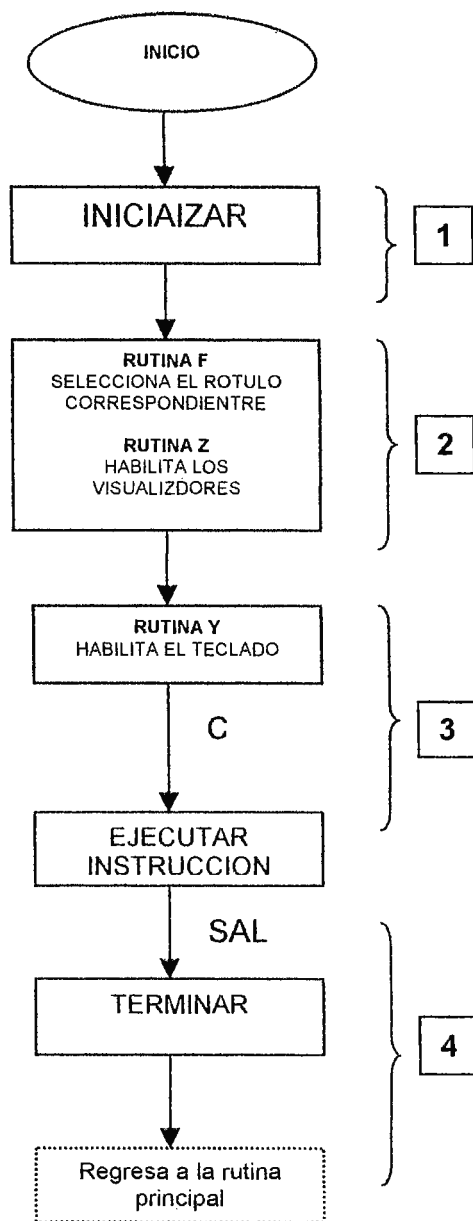 INICIO
INICIAIZAR
1
RUTINA F
SELECCIONA EL ROTULO
CORRESPONDIENTRE
RUTINA Z
HABILITA LOS
VISUALIZDORES
2
RUTINA Y
HABILITA EL TECLADO
C
3
EJECUTAR
INSTRUCCION
SAL
TERMINAR
4
Regresa a la rutina
principal